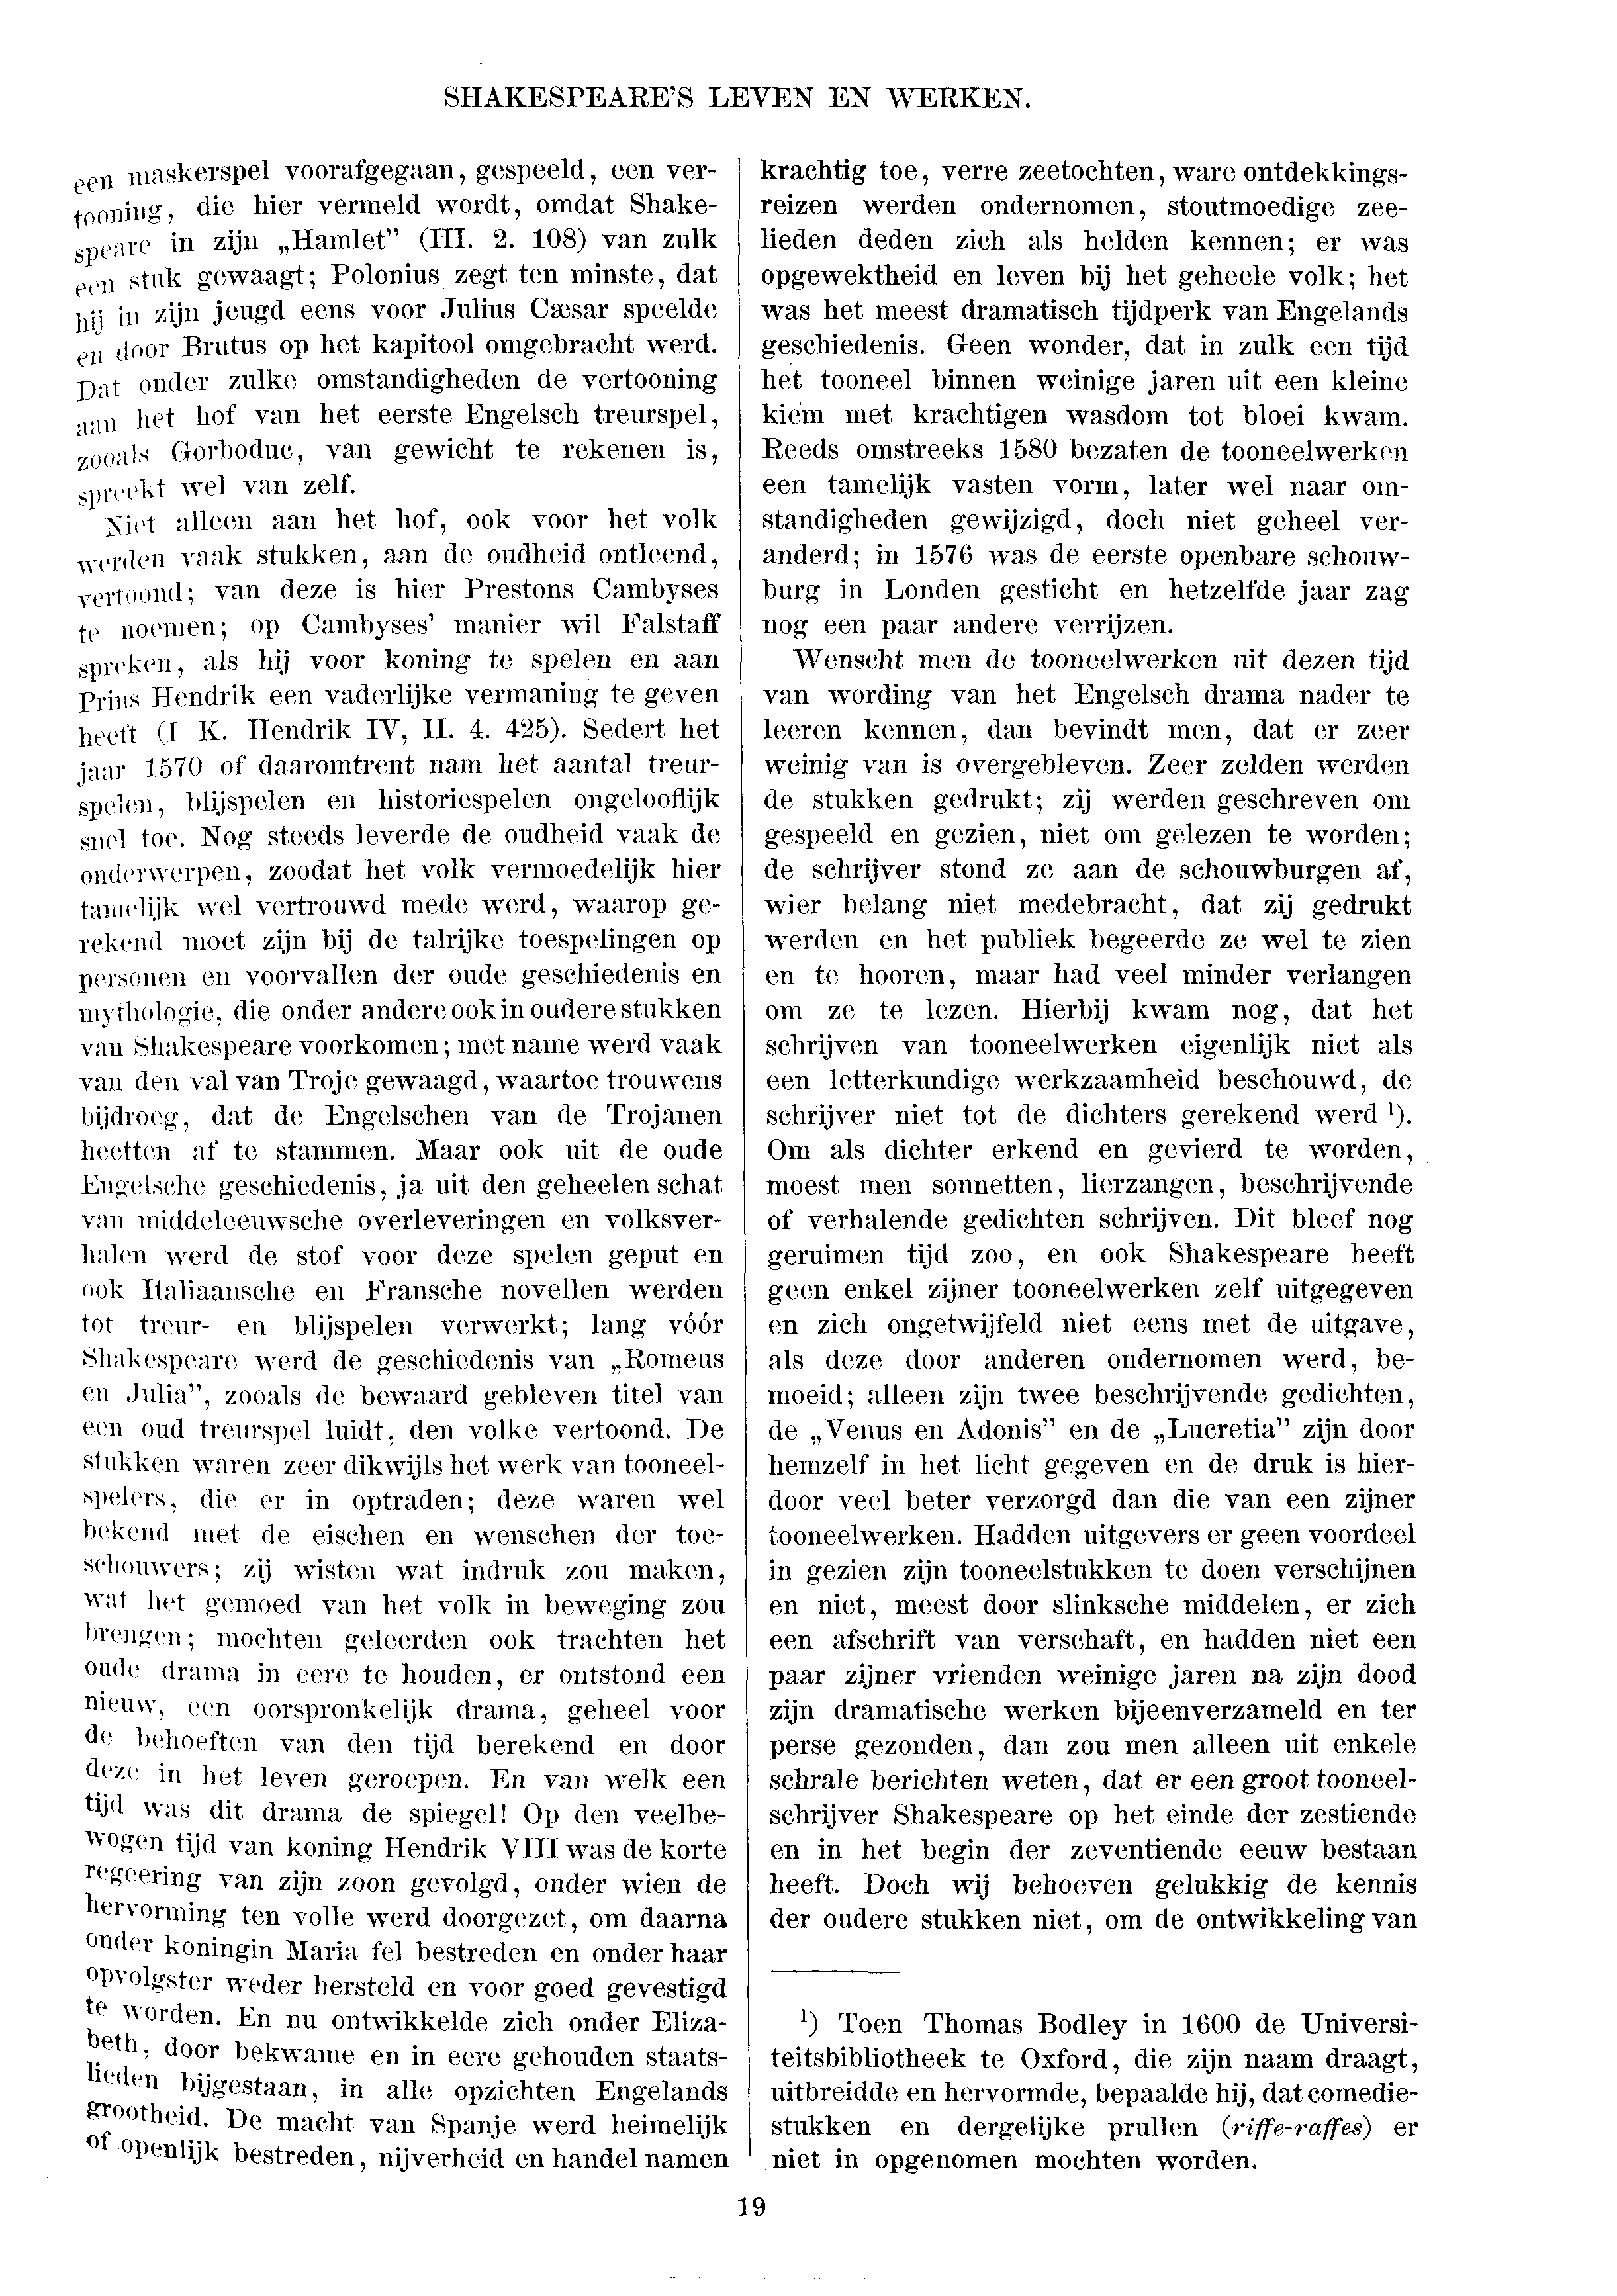 SHAKESPEARE'S LEVEN EN WERKEN.
een maskerspel voorafgegaan, gespeeld, een ver-
tooning, die hier vermeld wordt, omdat Shake-
speare in zijn „Hamlet” (III. 2. 108) van zulk
een stuk gewaagt; Polonius zegt ten minste, dat
hij in zijn jeugd eens voor Julius Cæsar speelde
en door Brutus op het kapitool omgebracht werd.
Dat onder zulke omstandigheden de vertooning
aan het hof van het eerste Engelsch treurspel,
zooals Gorboduc, van gewicht te rekenen is,
spreekt wel van zelf.
Niet alleen aan het hof, ook voor het volk
werden vaak stukken, aan de oudheid ontleend,
vertoond; van deze is hier Prestons Cambyses
te noemen; op Cambyses' manier wil Falstaff
spreken, als hij voor koning te spelen en aan
Prins Hendrik een vaderlijke vermaning te geven
heeft (I K. Hendrik IV, II. 4. 425). Sedert het
jaar 1570 of daaromtrent nam het aantal treur-
spelen, blijspelen en historiespelen ongelooflijk
snel toe. Nog steeds leverde de oudheid vaak de
onderwerpen, zoodat het volk vermoedelijk hier
tamelijk wel vertrouwd mede werd, waarop ge-
rekend moet zijn bij de talrijke toespelingen op
personen en voorvallen der oude geschiedenis en
mythologie, die onder andere ook in oudere stukken
van Shakespeare voorkomen; met name werd vaak
van den val van Troje gewaagd, waartoe trouwens
bijdroeg, dat de Engelschen van de Trojanen
heetten af te stammen. Maar ook uit de oude
Engelsche geschiedenis, ja uit den geheelen schat
van middeleeuwsche overleveringen en volksver-
halen werd de stof voor deze spelen geput en
ook Italiaansche en Fransche novellen werden
tot treur- en blijspelen verwerkt; lang vóór
Shakespeare werd de geschiedenis van „Romeus
en Julia”, zooals de bewaard gebleven titel van
een oud treurspel luidt, den volke vertoond. De
stukken waren zeer dikwijls het werk van tooneel-
spelers, die er in optraden; deze waren wel
bekend met de eischen en wenschen der toe-
schouwers; zij wisten wat indruk zou maken,
wat het gemoed van het volk in beweging zou
brengen; mochten geleerden ook trachten het
oude drama in eere te houden, er ontstond een
nieuw, een oorspronkelijk drama, geheel voor
de behoeften van den tijd berekend en door
deze in het leven geroepen. En van welk een
tijd was dit drama de spiegel! Op den veelbe-
wogen tijd van koning Hendrik VIII was de korte
regeering van zijn zoon gevolgd, onder wien de
hervorming ten volle werd doorgezet, om daarna
onder koningin Maria fel bestreden en onder haar
opvolgster weder hersteld en voor goed gevestigd
te worden. En nu ontwikkelde zich onder Eliza-
beth, door bekwame en in eere gehouden staats-
lieden bijgestaan, in alle opzichten Engelands
grootheid. De macht van Spanje werd heimelijk
of openlijk bestreden, nijverheid en handel namen
krachtig toe, verre zeetochten, ware ontdekkings-
reizen werden ondernomen, stoutmoedige zee-
lieden deden zich als helden kennen; er was
opgewektheid en leven bij het geheele volk; het
was het meest dramatisch tijdperk van Engelands
geschiedenis. Geen wonder, dat in zulk een tijd
het tooneel binnen weinige jaren uit een kleine
kiem met krachtigen wasdom tot bloei kwam.
Reeds omstreeks 1580 bezaten de tooneelwerken
een tamelijk vasten vorm, later wel naar om-
standigheden gewijzigd, doch niet geheel ver-
anderd; in 1576 was de eerste openbare schouw-
burg in Londen gesticht en hetzelfde jaar zag
nog een paar andere verrijzen.
Wenscht men de tooneelwerken uit dezen tijd
van wording van het Engelsch drama nader te
leeren kennen, dan bevindt men, dat er zeer
weinig van is overgebleven. Zeer zelden werden
de stukken gedrukt; zij werden geschreven om
gespeeld en gezien, niet om gelezen te worden;
de schrijver stond ze aan de schouwburgen af,
wier belang niet medebracht, dat zij gedrukt
werden en het publiek begeerde ze wel te zien
en te hooren, maar had veel minder verlangen
om ze te lezen. Hierbij kwam nog, dat het
schrijven van tooneelwerken eigenlijk niet als
een letterkundige werkzaamheid beschouwd, de
schrijver niet tot de dichters gerekend werd ¹).
Om als dichter erkend en gevierd te worden,
moest men sonnetten, lierzangen, beschrijvende
of verhalende gedichten schrijven. Dit bleef nog
geruimen tijd zoo, en ook Shakespeare heeft
geen enkel zijner tooneelwerken zelf uitgegeven
en zich ongetwijfeld niet eens met de uitgave,
als deze door anderen ondernomen werd, be-
moeid; alleen zijn twee beschrijvende gedichten,
de „Venus en Adonis” en de „Lucretia” zijn door
hemzelf in het licht gegeven en de druk is hier-
door veel beter verzorgd dan die van een zijner
tooneelwerken. Hadden uitgevers er geen voordeel
in gezien zijn tooneelstukken te doen verschijnen
en niet, meest door slinksche middelen, er zich
een afschrift van verschaft, en hadden niet een
paar zijner vrienden weinige jaren na zijn dood
zijn dramatische werken bijeenverzameld en ter
perse gezonden, dan zou men alleen uit enkele
schrale berichten weten, dat er een groot tooneel-
schrijver Shakespeare op het einde der zestiende
en in het begin der zeventiende eeuw bestaan
heeft. Doch wij behoeven gelukkig de kennis
der oudere stukken niet, om de ontwikkeling van
¹) Toen Thomas Bodley in 1600 de Universi-
teitsbibliotheek te Oxford, die zijn naam draagt,
uitbreidde en hervormde, bepaalde hij, dat comedie-
stukken en dergelijke prullen (riffe-raffes) er
niet in opgenomen mochten worden.
19